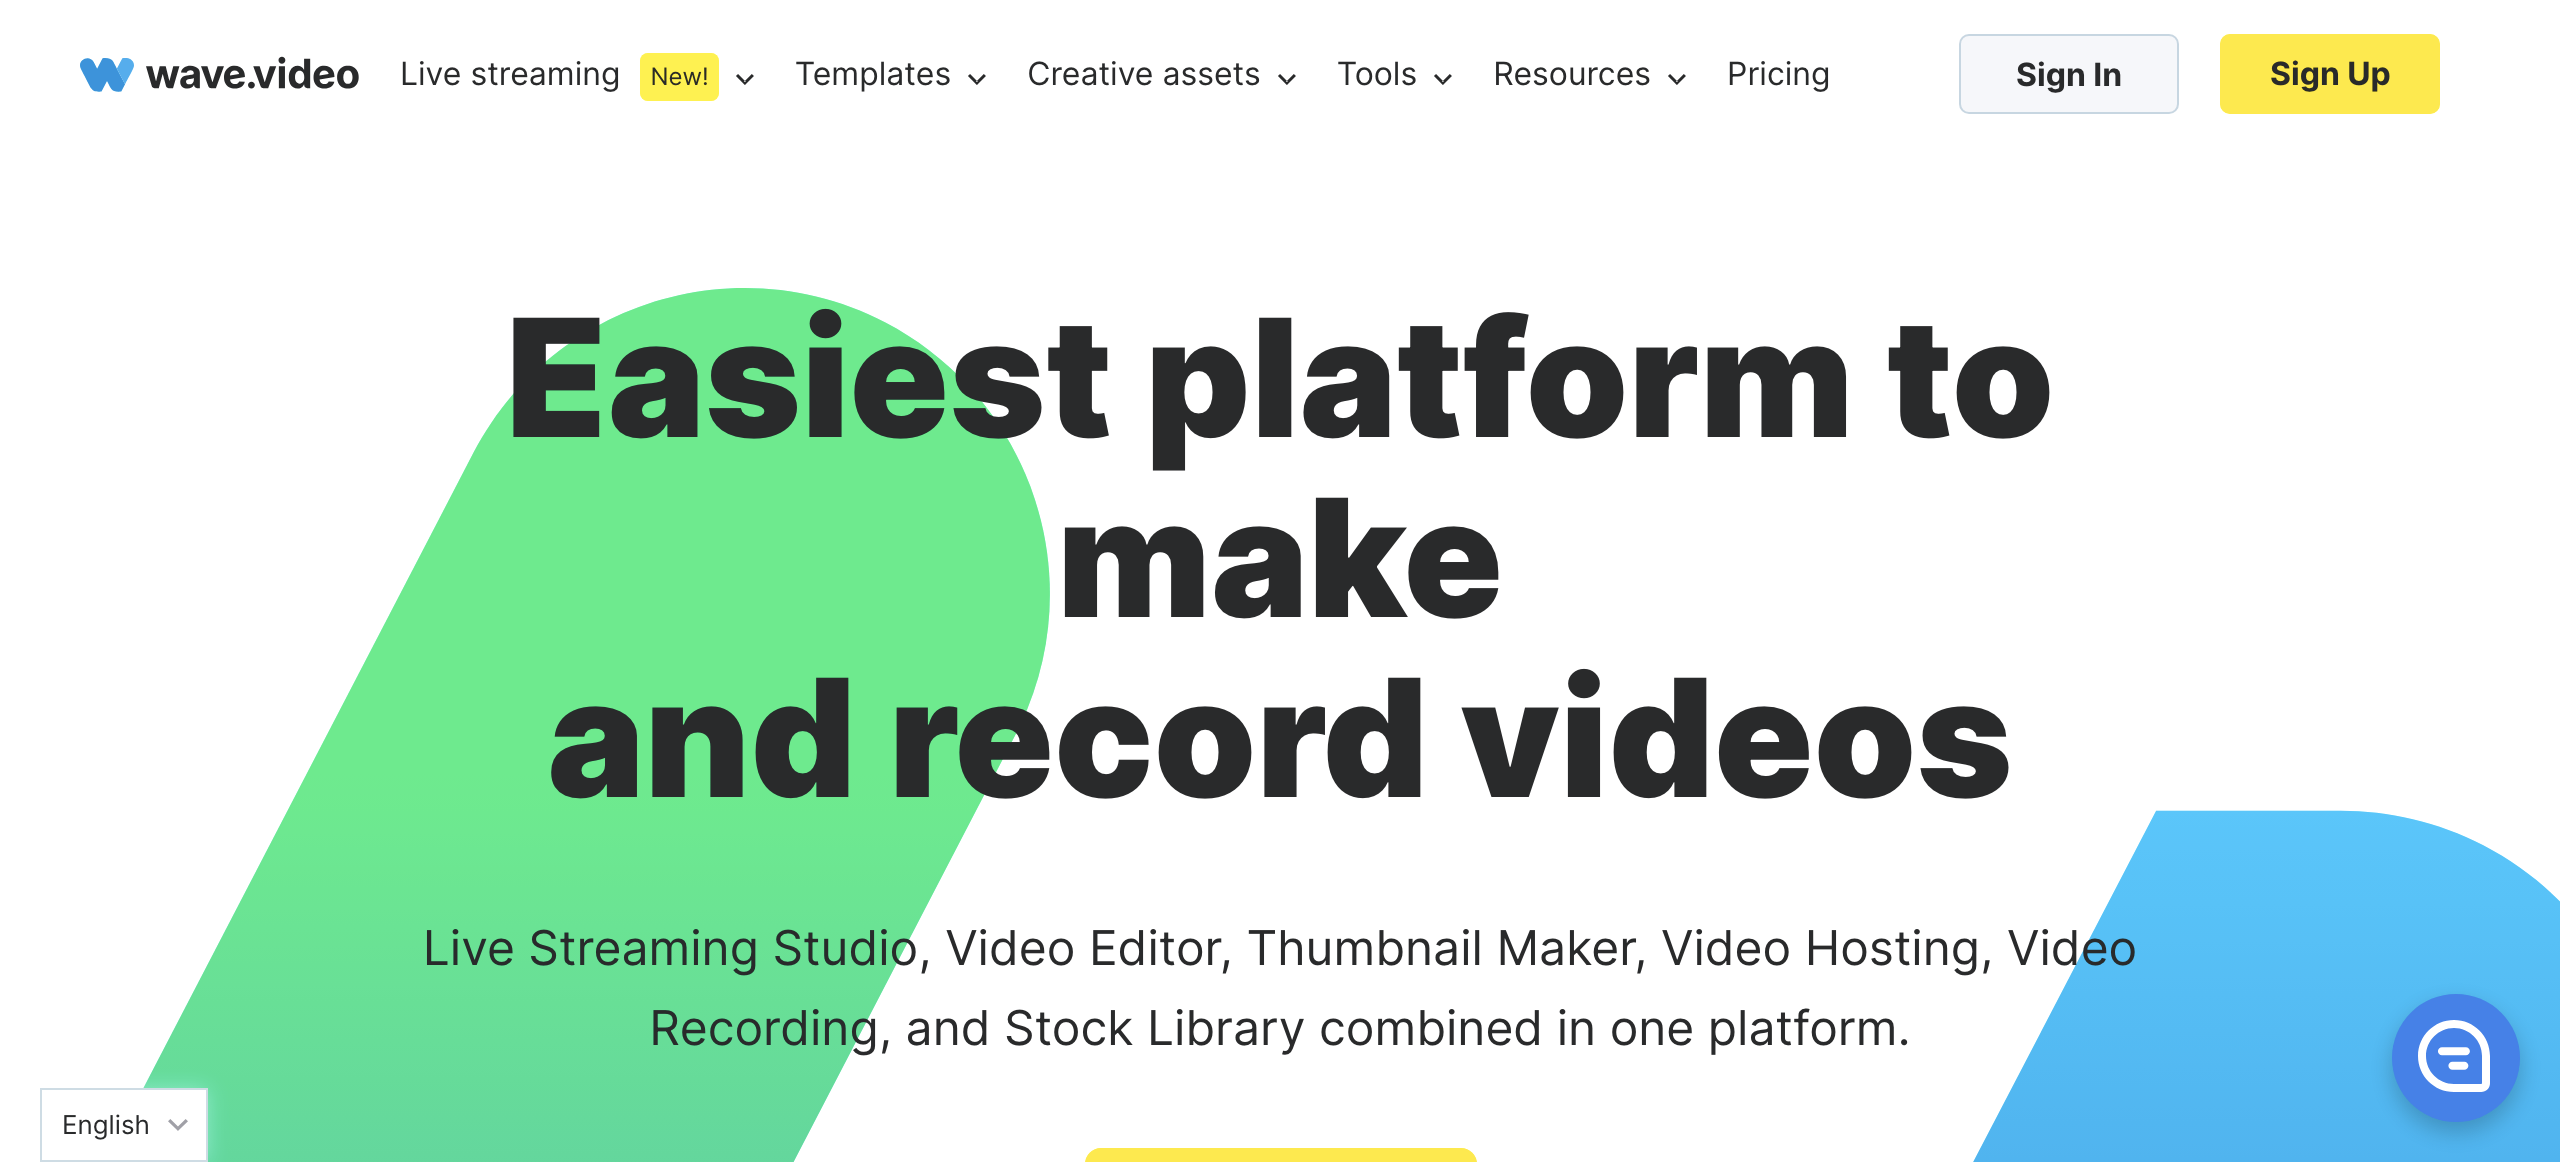 wave.video Live streaming New! Templates Creative assets Tools Resources Pricing Sign In Sign Up
Easiest platform to
make
and record videos
Live Streaming Studio, Video Editor, Thumbnail Maker, Video Hosting, Video
Recording, and Stock Library combined in one platform.
English